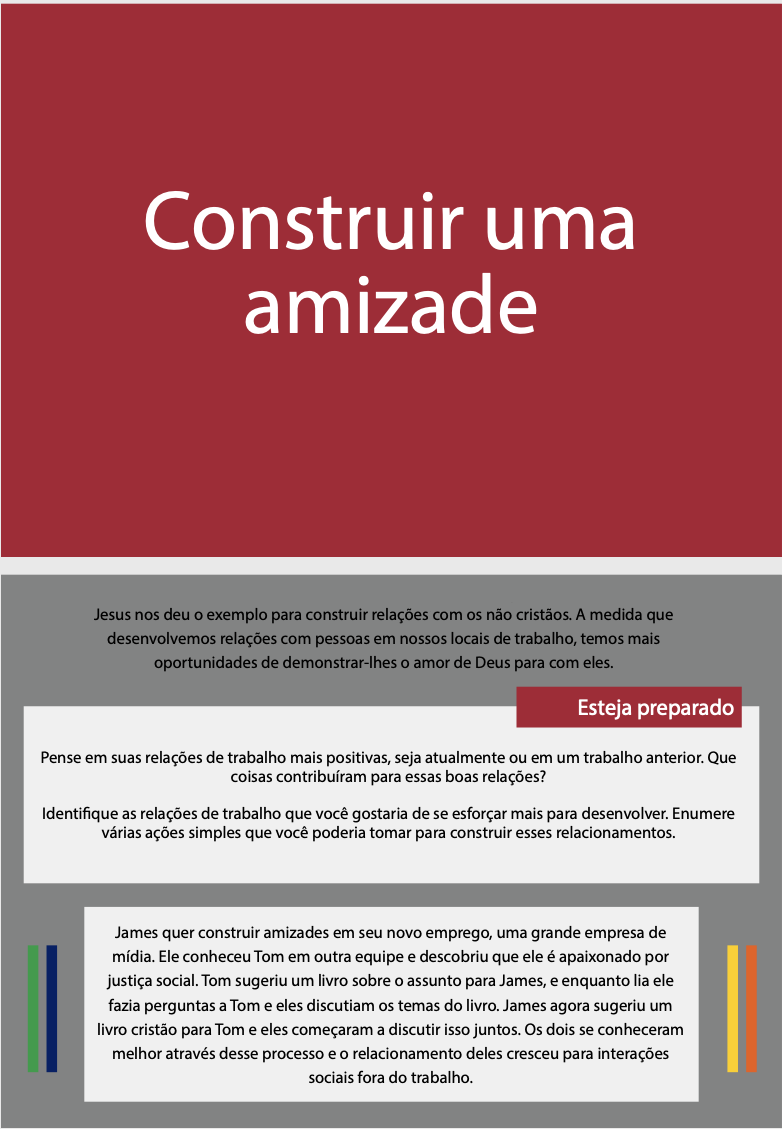 Construir uma
amizade
Jesus nos deu o exemplo para construir relações com os não cristãos. A medida que
desenvolvemos relações com pessoas em nossos locais de trabalho, temos mais
oportunidades de demonstrar-lhes o amor de Deus para com eles.
Esteja preparado
Pense em suas relações de trabalho mais positivas, seja atualmente ou em um trabalho anterior. Que
coisas contribuíram para essas boas relações?
Identifique as relações de trabalho que você gostaria de se esforçar mais para desenvolver. Enumere
várias ações simples que você poderia tomar para construir esses relacionamentos.
James quer construir amizades em seu novo emprego, uma grande empresa de
mídia. Ele conheceu Tom em outra equipe e descobriu que ele é apaixonado por
justiça social. Tom sugeriu um livro sobre o assunto para James, e enquanto lia ele
fazia perguntas a Tom e eles discutiam os temas do livro. James agora sugeriu um
livro cristão para Tom e eles começaram a discutir isso juntos. Os dois se conheceram
melhor através desse processo e o relacionamento deles cresceu para interações
sociais fora do trabalho.